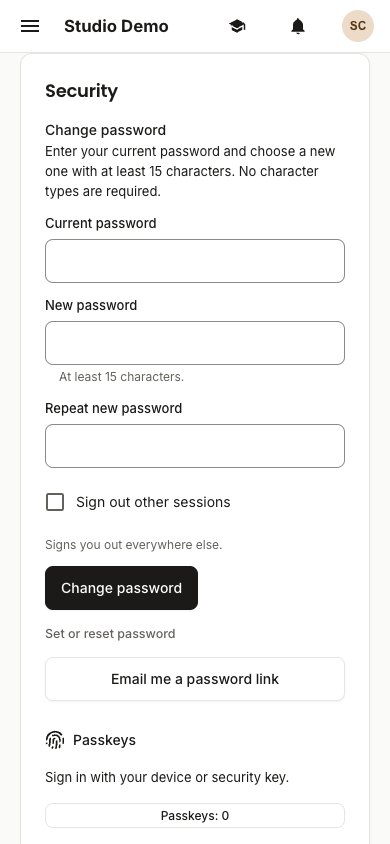 Studio Demo
SC
Security
Change password
Enter your current password and choose a new
one with at least 15 characters. No character
types are required.
Current password
New password
At least 15 characters.
Repeat new password
Sign out other sessions
Signs you out everywhere else.
Change password
Set or reset password
Email me a password link
Passkeys
Sign in with your device or security key.
Passkeys: 0